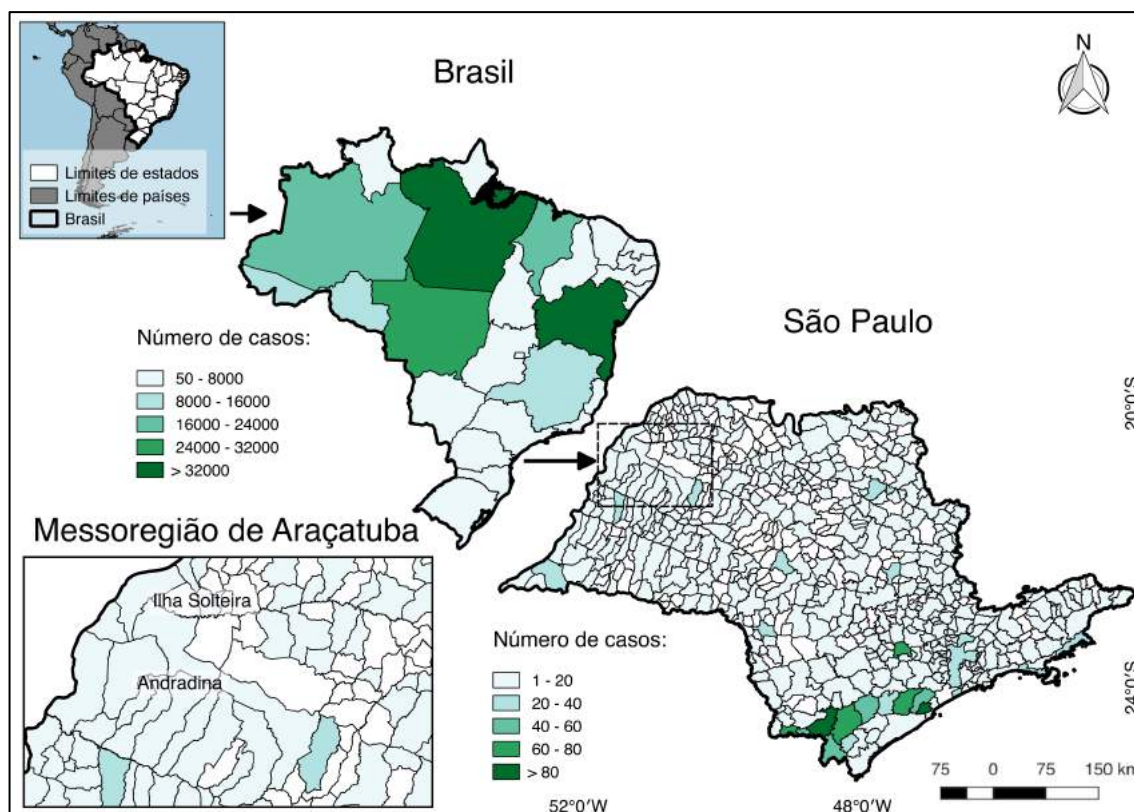 Brasil
N
Limites de estados
Limites de países
Brasil
Número de casos:
50 - 8000
8000 - 16000
16000 - 24000
24000 - 32000
> 32000
São Paulo
20°0'S
Messoregião de Araçatuba
Ilha Solteira
Andradina
Número de casos:
1 - 20
20 - 40
40 - 60
60 - 80
> 80
24°0'S
75 0 75 150 km
52°0'W 48°0'W